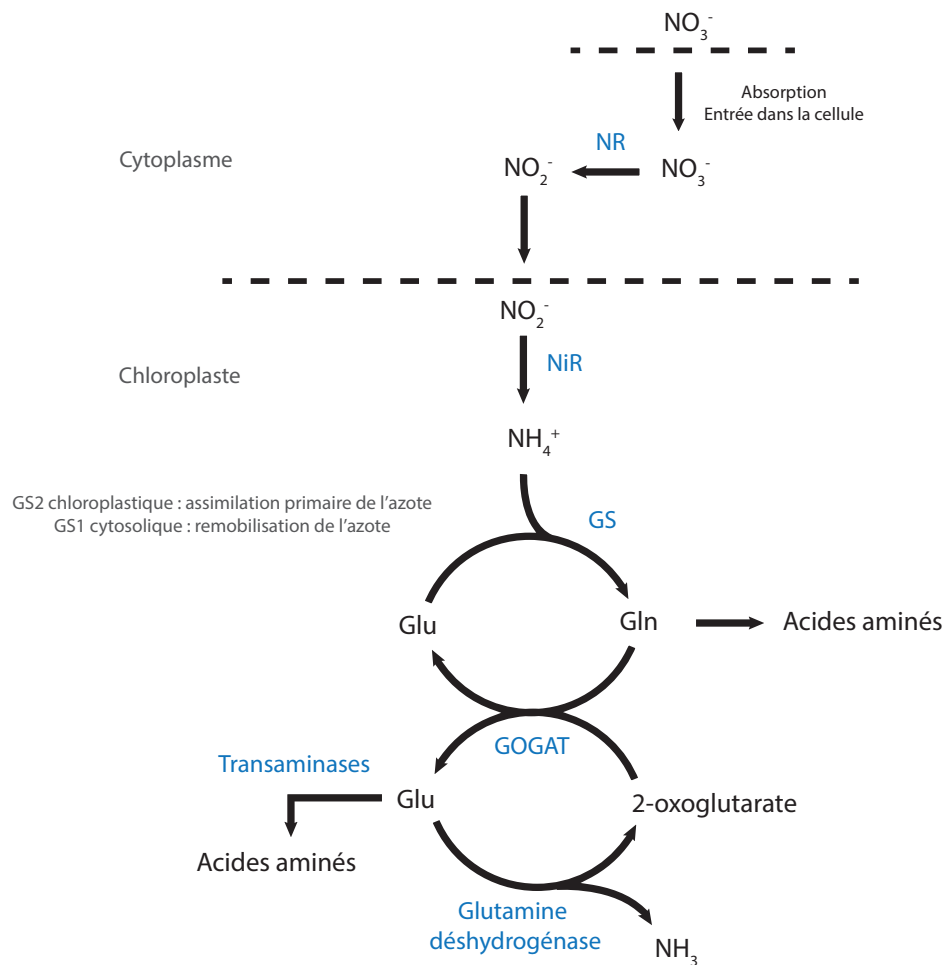 NO₃⁻
Absorption
Entrée dans la cellule
NR
Cytoplasme
NO₂⁻
NO₃⁻
NO₂⁻
NiR
Chloroplaste
NH₄⁺
GS2 chloroplastique : assimilation primaire de l’azote
GS1 cytosolique : remobilisation de l’azote
GS
Glu
Gln
Acides aminés
GOGAT
Transaminases
Glu
2-oxoglutarate
Acides aminés
Glutamine
déshydrogénase
NH₃